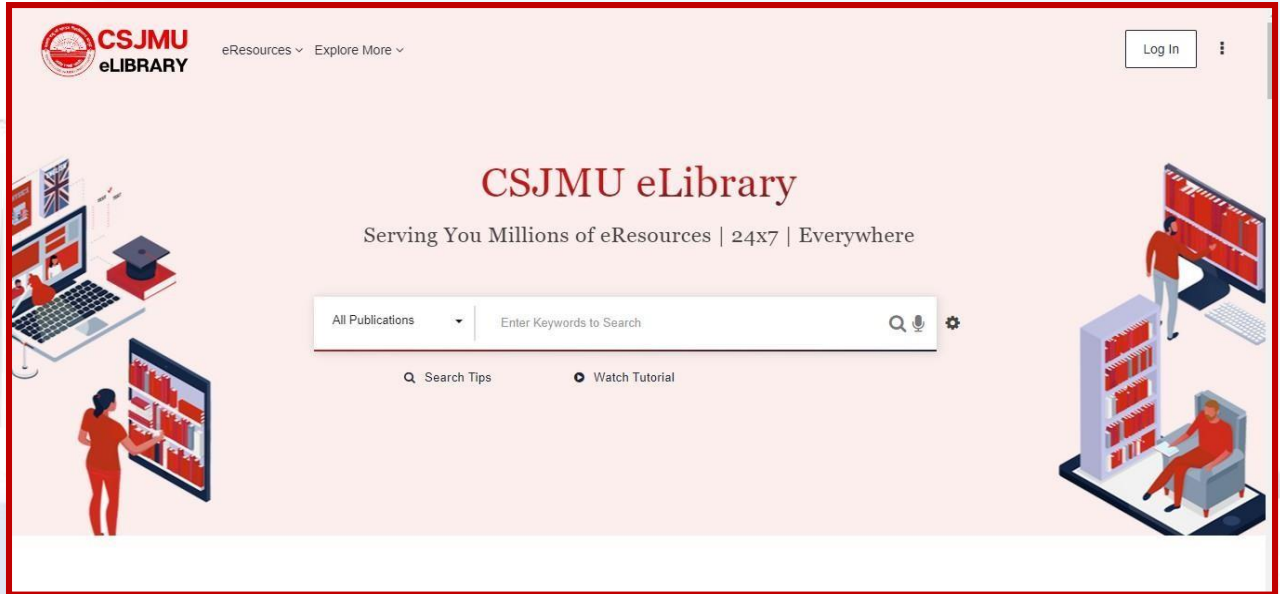 CSJMU
eLIBRARY
eResources Explore More
Log In
CSJMU eLibrary
Serving You Millions of eResources | 24x7 | Everywhere
All Publications
Enter Keywords to Search
Search Tips
Watch Tutorial